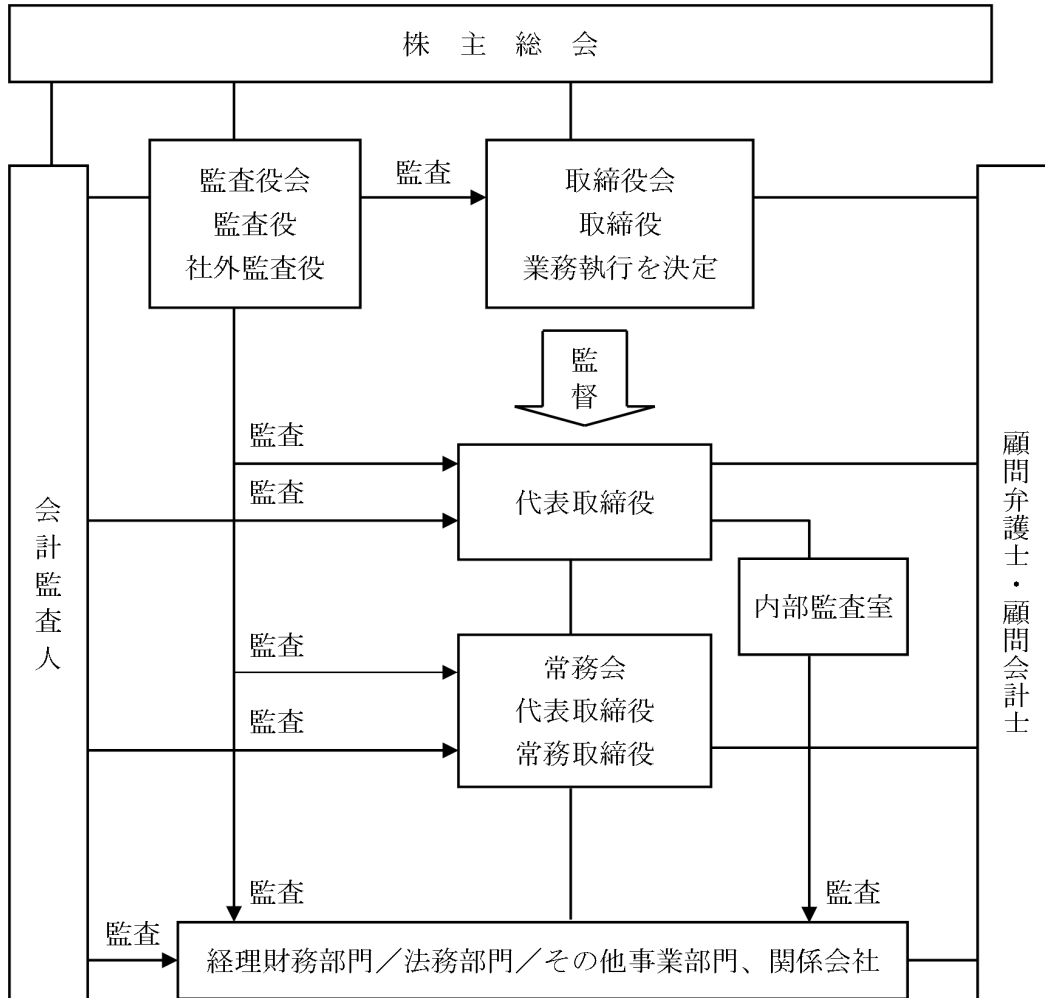 株主総会
監査役会
監査役
社外監査役
監査
取締役会
取締役
業務執行を決定
監督
監査
監査
代表取締役
内部監査室
監査
監査
常務会
代表取締役
常務取締役
会計監査人
顧問弁護士・顧問会計士
監査
監査
監査
経理財務部門／法務部門／その他事業部門、関係会社